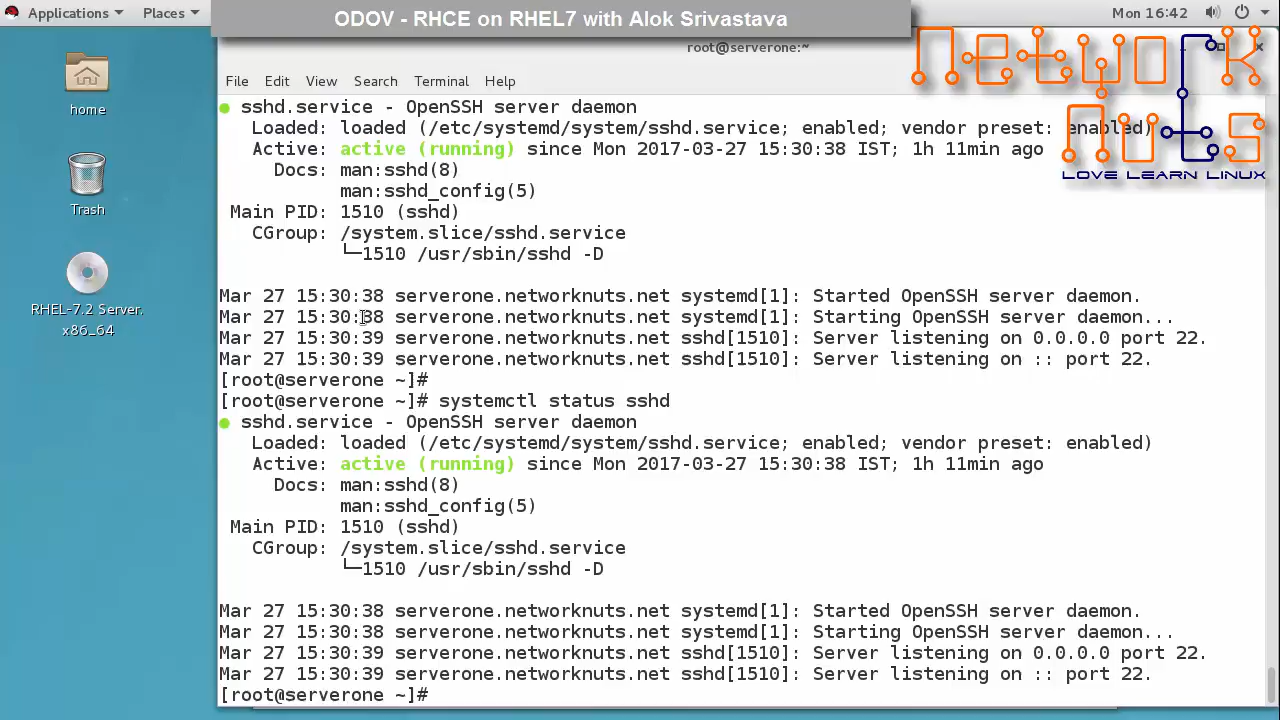 Applications
Places
ODOV - RHCE on RHEL7 with Alok Srivastava
Mon 16:42
root@serverone:~
NETWORK
NUTS
LOVE LEARN LINUX
home
Trash
RHEL-7.2 Server.
x86_64
File Edit View Search Terminal Help
● sshd.service - OpenSSH server daemon
   Loaded: loaded (/etc/systemd/system/sshd.service; enabled; vendor preset: enabled)
   Active: active (running) since Mon 2017-03-27 15:30:38 IST; 1h 11min ago
     Docs: man:sshd(8)
           man:sshd_config(5)
 Main PID: 1510 (sshd)
   CGroup: /system.slice/sshd.service
           └─1510 /usr/sbin/sshd -D
Mar 27 15:30:38 serverone.networknuts.net systemd[1]: Started OpenSSH server daemon.
Mar 27 15:30:38 serverone.networknuts.net systemd[1]: Starting OpenSSH server daemon...
Mar 27 15:30:39 serverone.networknuts.net sshd[1510]: Server listening on 0.0.0.0 port 22.
Mar 27 15:30:39 serverone.networknuts.net sshd[1510]: Server listening on :: port 22.
[root@serverone ~]#
[root@serverone ~]# systemctl status sshd
● sshd.service - OpenSSH server daemon
   Loaded: loaded (/etc/systemd/system/sshd.service; enabled; vendor preset: enabled)
   Active: active (running) since Mon 2017-03-27 15:30:38 IST; 1h 11min ago
     Docs: man:sshd(8)
           man:sshd_config(5)
 Main PID: 1510 (sshd)
   CGroup: /system.slice/sshd.service
           └─1510 /usr/sbin/sshd -D
Mar 27 15:30:38 serverone.networknuts.net systemd[1]: Started OpenSSH server daemon.
Mar 27 15:30:38 serverone.networknuts.net systemd[1]: Starting OpenSSH server daemon...
Mar 27 15:30:39 serverone.networknuts.net sshd[1510]: Server listening on 0.0.0.0 port 22.
Mar 27 15:30:39 serverone.networknuts.net sshd[1510]: Server listening on :: port 22.
[root@serverone ~]#